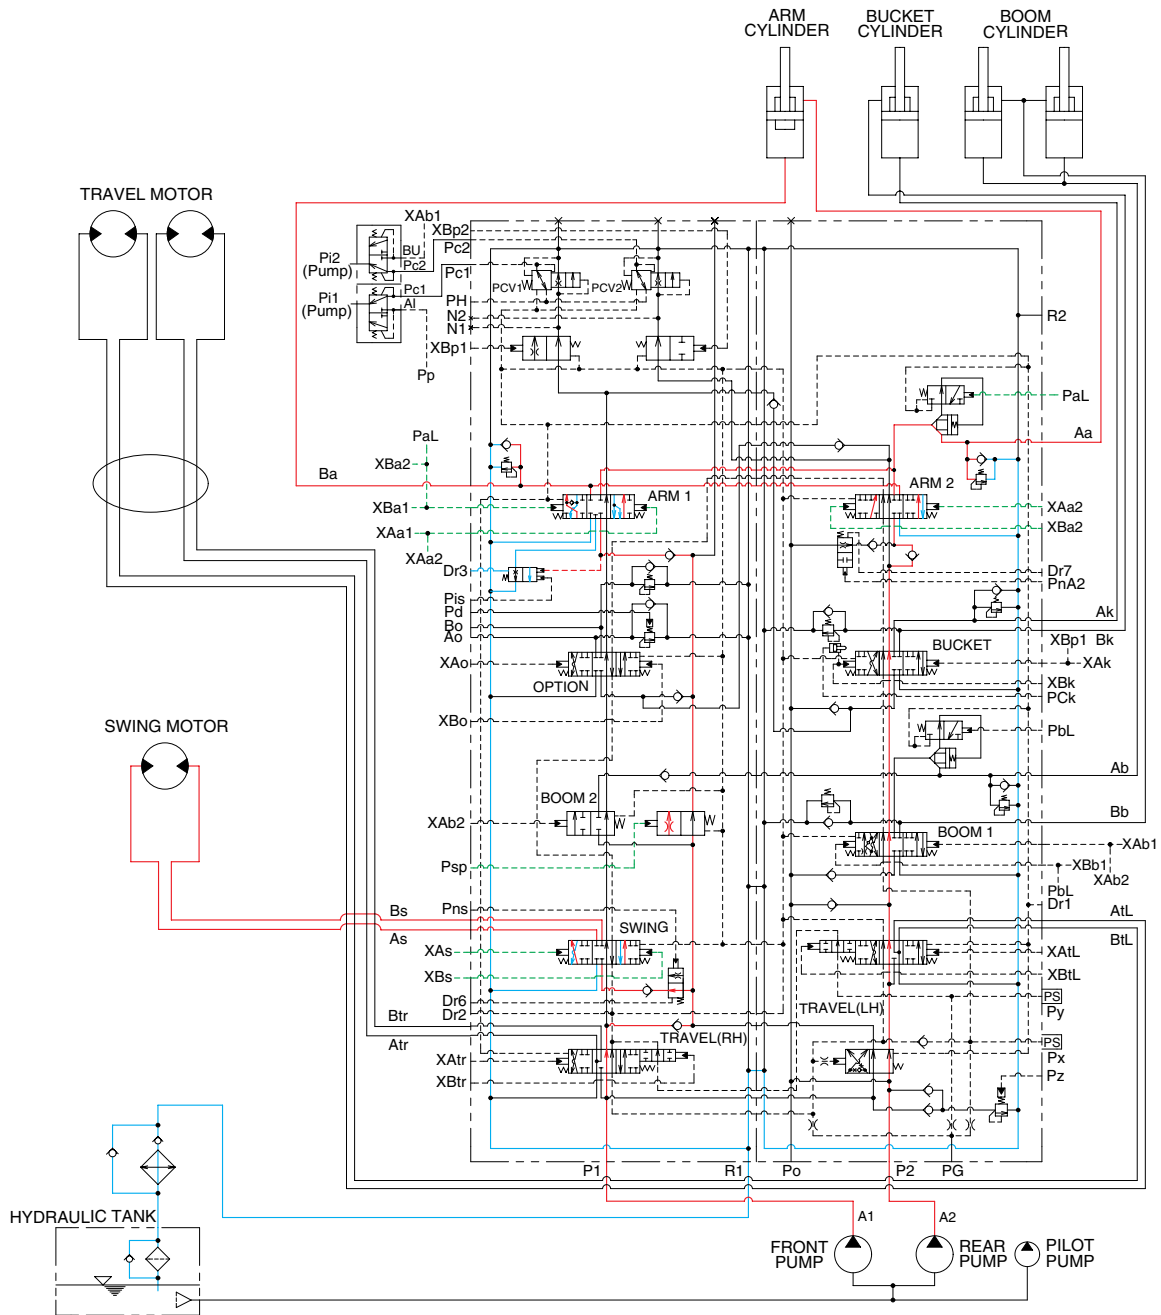 ARM
CYLINDER
BUCKET
CYLINDER
BOOM
CYLINDER
TRAVEL MOTOR
XAb1
XBp2
BU
Pc2
Pc2
Pi2
(Pump)
Pc1
Pc1
PCV1
PCV2
Pi1
(Pump)
AI
PH
N2
N1
R2
XBp1
Pp
PaL
PaL
Aa
XBa2
Ba
ARM 1
ARM 2
XBa1
XAa2
XAa1
XBa2
XAa2
Dr3
Dr7
PnA2
Pis
Pd
Bo
Ao
Ak
XBp1
Bk
BUCKET
XAo
XAk
OPTION
XBk
PCk
XBo
SWING MOTOR
PbL
Ab
BOOM 2
Bb
XAb2
BOOM 1
XAb1
Psp
XBb1
XAb2
PbL
Dr1
Pns
Bs
AtL
SWING
As
BtL
XAs
XAtL
XBs
XBtL
Dr6
PS
Dr2
TRAVEL(LH)
Py
Btr
TRAVEL(RH)
PS
Atr
Px
XAtr
Pz
XBtr
P1
R1
Po
P2
PG
HYDRAULIC TANK
A1
A2
FRONT
PUMP
REAR
PUMP
PILOT
PUMP